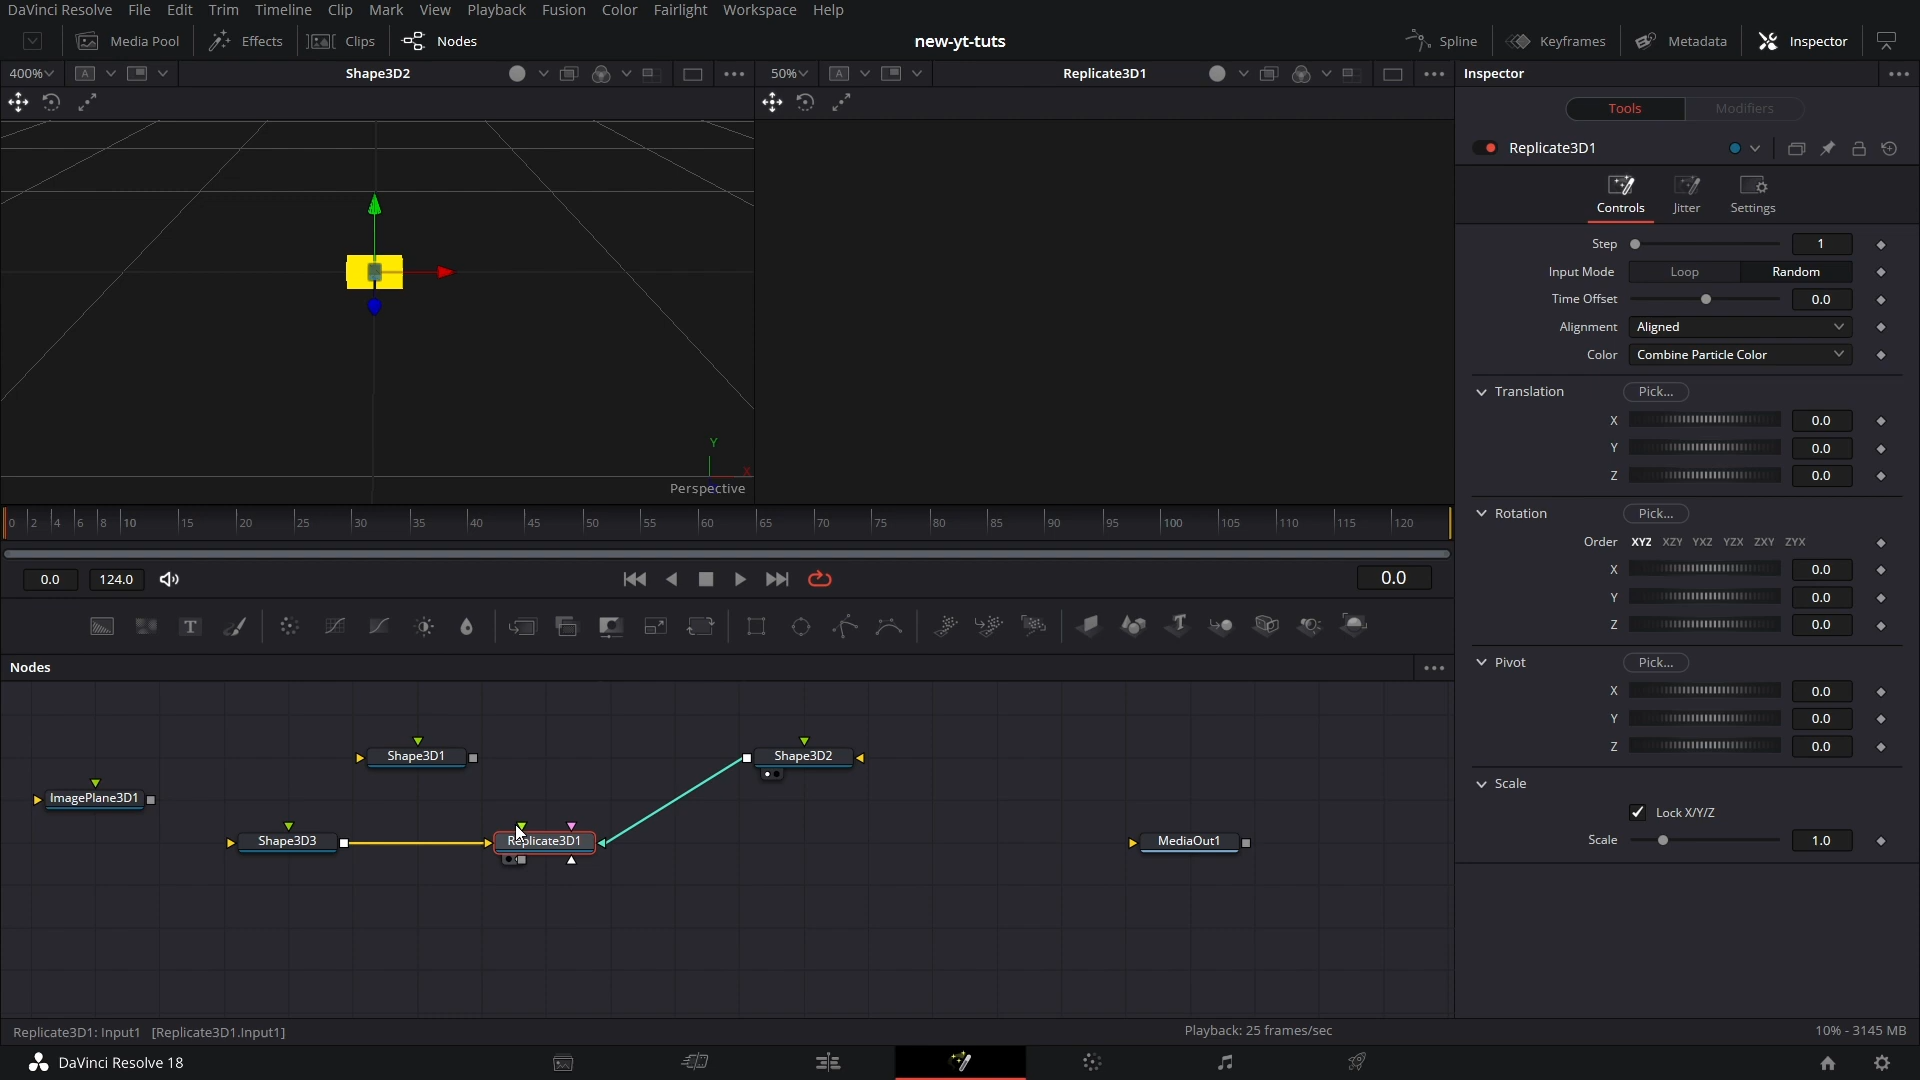 DaVinci Resolve File Edit Trim Timeline Clip Mark View Playback Fusion Color Fairlight Workspace Help
Media Pool Effects Clips Nodes new-yt-tuts Spline Keyframes Metadata Inspector
400% A Shape3D2 50% A Replicate3D1 Inspector
Tools Modifiers
Replicate3D1
Controls Jitter Settings
Step 1
Input Mode Loop Random
Time Offset 0.0
Alignment Aligned
Color Combine Particle Color
Translation Pick...
X 0.0
Y 0.0
Z 0.0
Y
X
Perspective
Rotation Pick...
Order XYZ XZY YXZ YZX ZXY ZYX
X 0.0
Y 0.0
Z 0.0
0 2 4 6 8 10 15 20 25 30 35 40 45 50 55 60 65 70 75 80 85 90 95 100 105 110 115 120
0.0 124.0 0.0
T T
Nodes
Pivot Pick...
X 0.0
Y 0.0
Z 0.0
Scale
Lock X/Y/Z
Scale 1.0
Shape3D1 Shape3D2
ImagePlane3D1
Shape3D3 Replicate3D1 MediaOut1
Replicate3D1: Input1 [Replicate3D1.Input1] Playback: 25 frames/sec 10% - 3145 MB
DaVinci Resolve 18